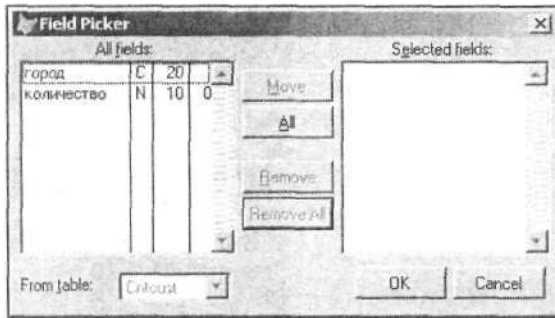 Field Picker
All fields:
Selected fields:
город C 20
количество N 10 0
Move
All
Remove
Remove All
From table:
OK
Cancel